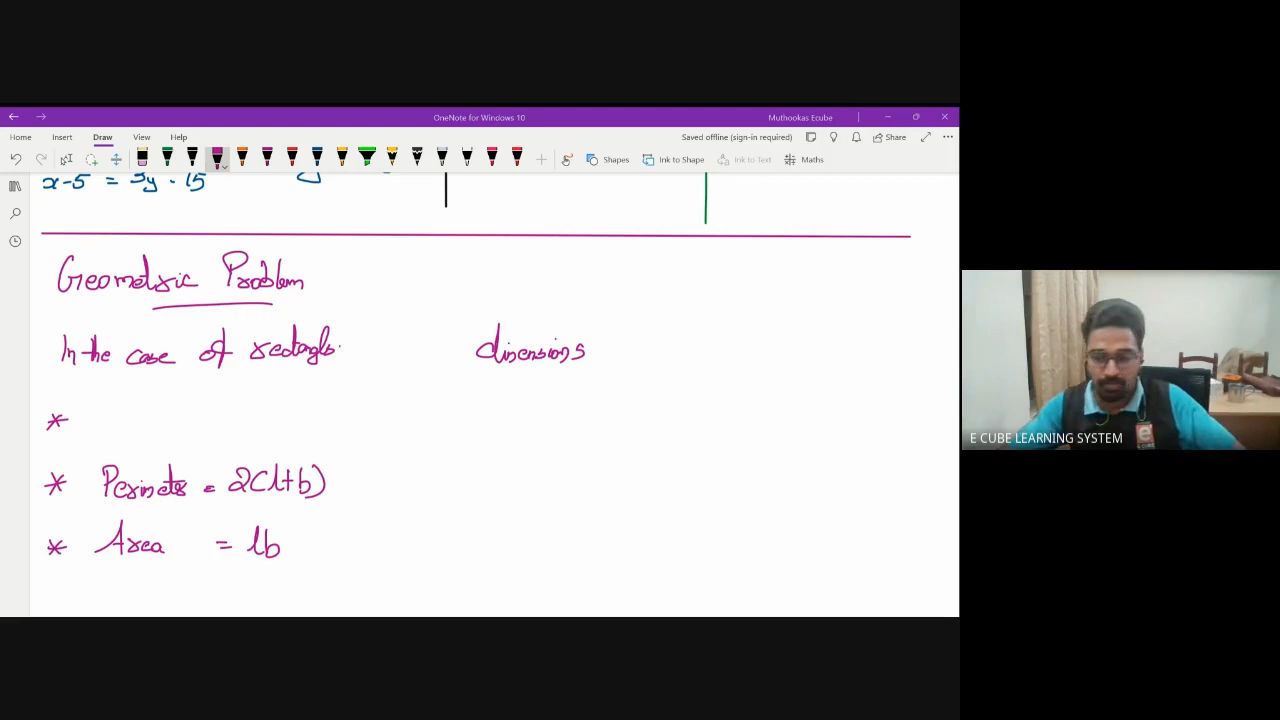 OneNote for Windows 10
Muthookas Ecube
Home Insert Draw View Help
Saved offline (sign-in required) Share
Shapes Ink to Shape Ink to Text Maths
x-5 = 3y - 15
Geometric Problem
In the case of rectangle. dimensions
*
* Perimeter = 2(l+b)
* Area = lb
E CUBE LEARNING SYSTEM